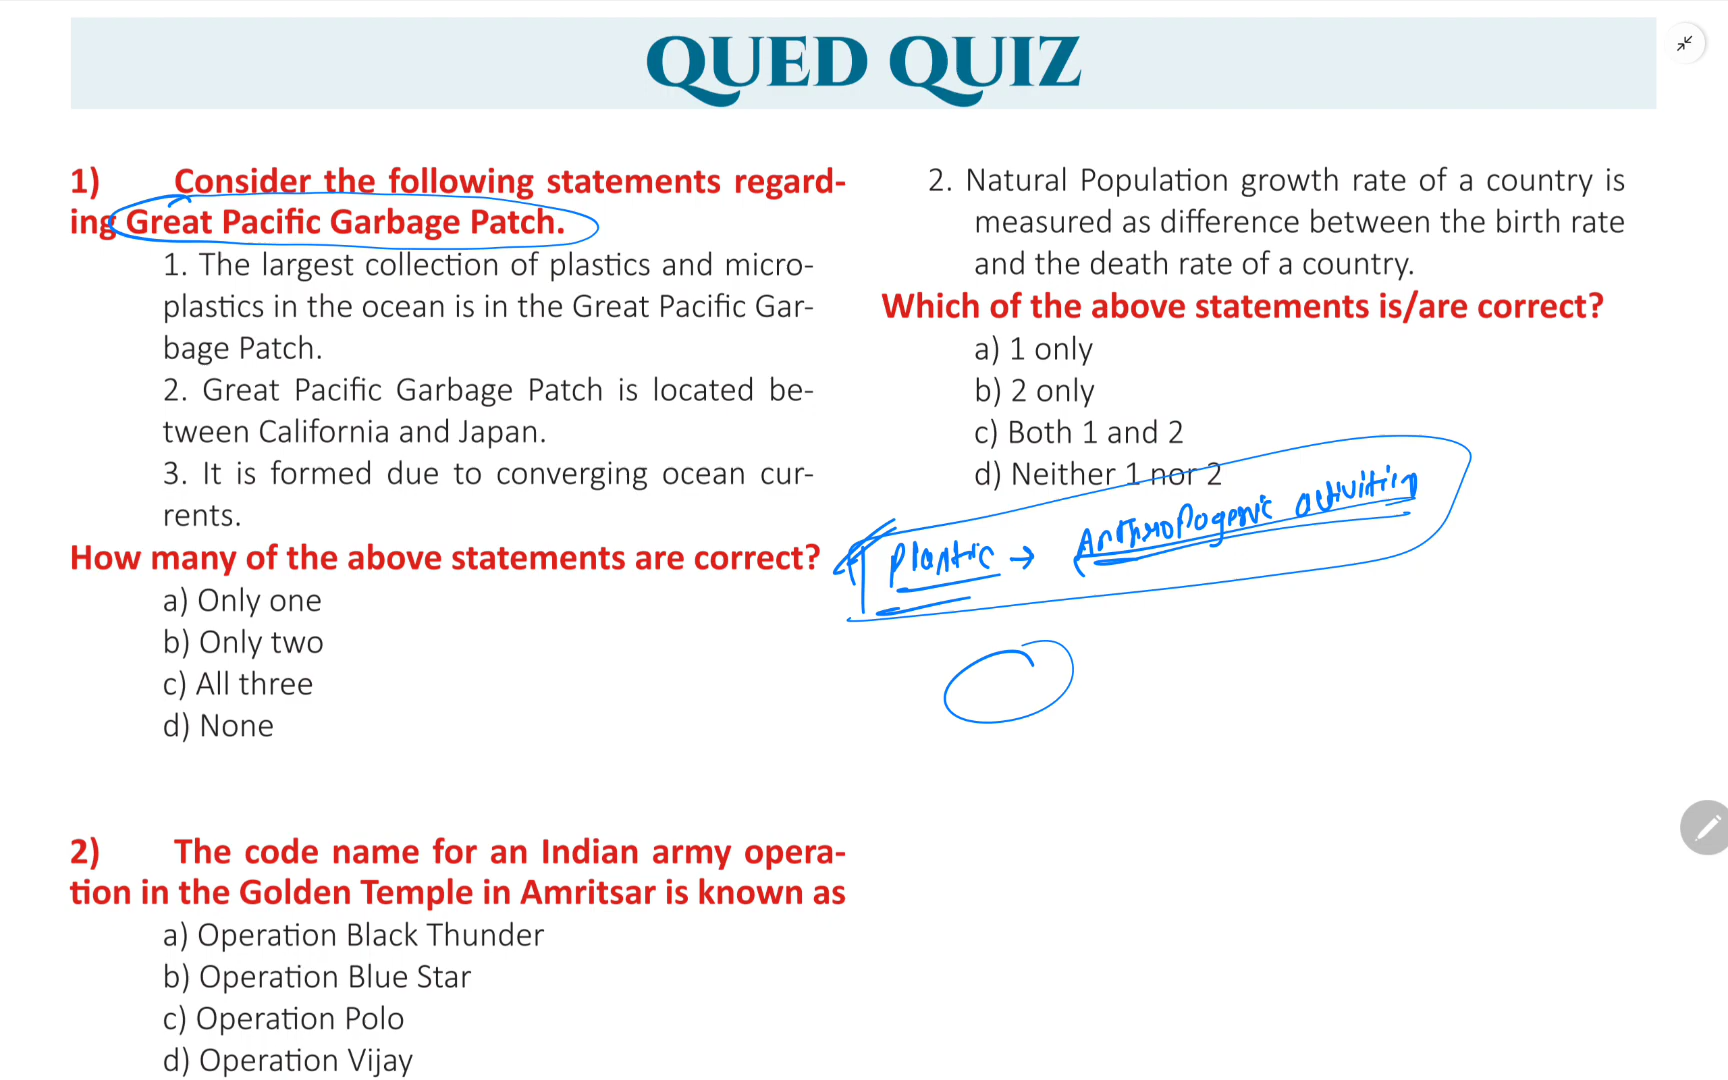 QUED QUIZ
1) Consider the following statements regard-
ing Great Pacific Garbage Patch.
1. The largest collection of plastics and micro-
plastics in the ocean is in the Great Pacific Gar-
bage Patch.
2. Great Pacific Garbage Patch is located be-
tween California and Japan.
3. It is formed due to converging ocean cur-
rents.
How many of the above statements are correct?
a) Only one
b) Only two
c) All three
d) None
2) The code name for an Indian army opera-
tion in the Golden Temple in Amritsar is known as
a) Operation Black Thunder
b) Operation Blue Star
c) Operation Polo
d) Operation Vijay
2. Natural Population growth rate of a country is
measured as difference between the birth rate
and the death rate of a country.
Which of the above statements is/are correct?
a) 1 only
b) 2 only
c) Both 1 and 2
d) Neither 1 nor 2
Plastic → Anthropogenic activities